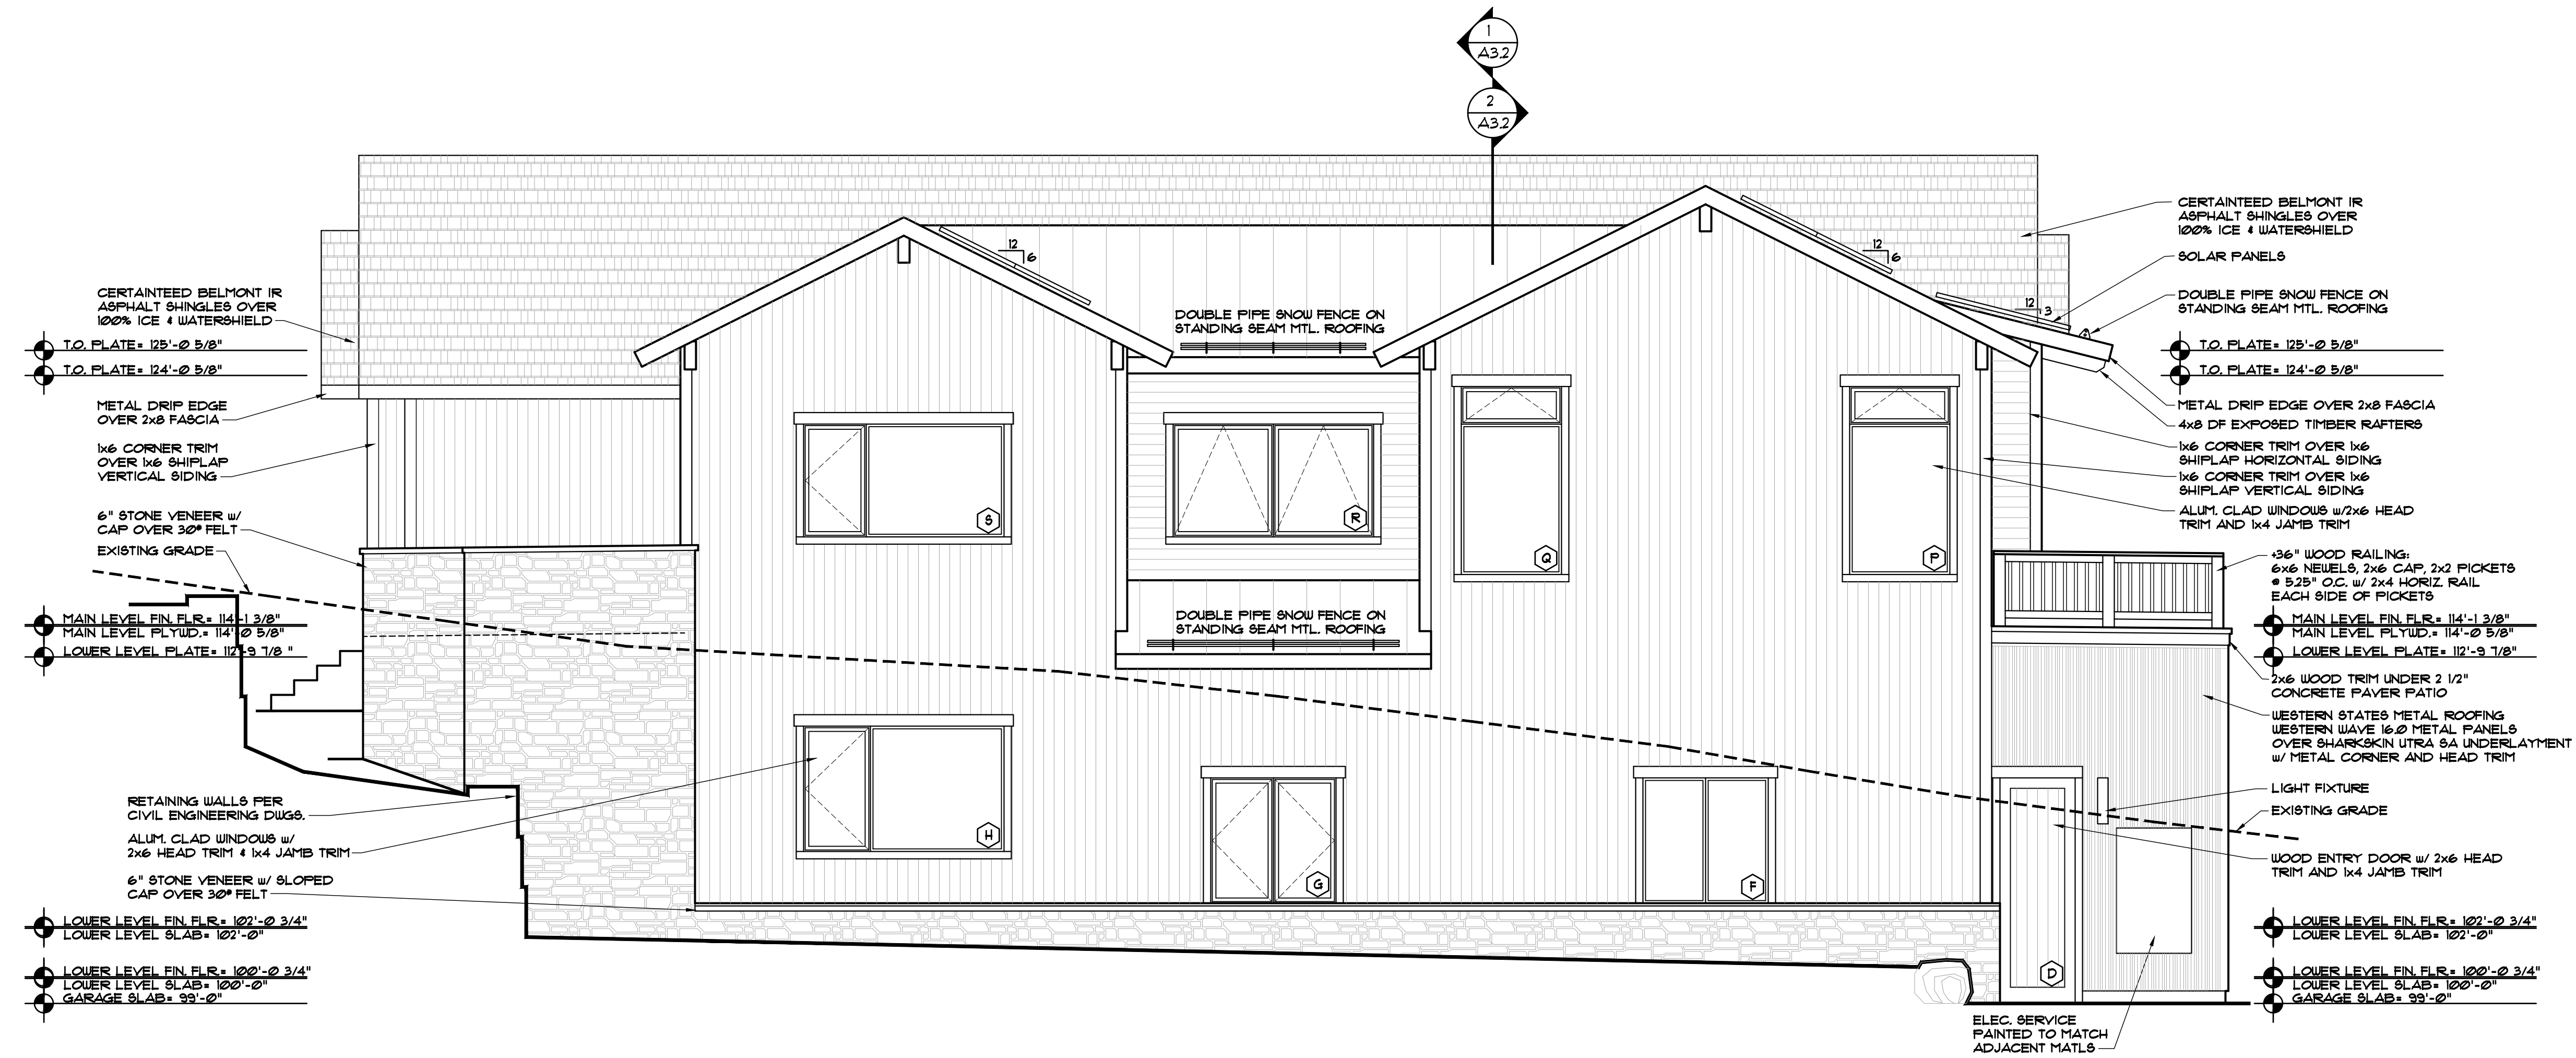 1
A3.2
2
A3.2
CERTAINTEED BELMONT IR
ASPHALT SHINGLES OVER
100% ICE & WATERSHIELD
T.O. PLATE= 125'-0 5/8"
T.O. PLATE= 124'-0 5/8"
METAL DRIP EDGE
OVER 2x8 FASCIA
1x6 CORNER TRIM
OVER 1x6 SHIPLAP
VERTICAL SIDING
6" STONE VENEER w/
CAP OVER 30# FELT
EXISTING GRADE
MAIN LEVEL FIN. FLR.= 114'-1 3/8"
MAIN LEVEL PLYWD.= 114'-0 5/8"
LOWER LEVEL PLATE= 112'-9 7/8 "
RETAINING WALLS PER
CIVIL ENGINEERING DWGS.
ALUM. CLAD WINDOWS w/
2x6 HEAD TRIM & 1x4 JAMB TRIM
6" STONE VENEER w/ SLOPED
CAP OVER 30# FELT
LOWER LEVEL FIN. FLR.= 102'-0 3/4"
LOWER LEVEL SLAB= 102'-0"
LOWER LEVEL FIN. FLR.= 100'-0 3/4"
LOWER LEVEL SLAB= 100'-0"
GARAGE SLAB= 99'-0"
12
6
DOUBLE PIPE SNOW FENCE ON
STANDING SEAM MTL. ROOFING
12
6
12
3
S
R
Q
P
DOUBLE PIPE SNOW FENCE ON
STANDING SEAM MTL. ROOFING
H
G
F
D
CERTAINTEED BELMONT IR
ASPHALT SHINGLES OVER
100% ICE & WATERSHIELD
SOLAR PANELS
DOUBLE PIPE SNOW FENCE ON
STANDING SEAM MTL. ROOFING
T.O. PLATE= 125'-0 5/8"
T.O. PLATE= 124'-0 5/8"
METAL DRIP EDGE OVER 2x8 FASCIA
4x8 DF EXPOSED TIMBER RAFTERS
1x6 CORNER TRIM OVER 1x6
SHIPLAP HORIZONTAL SIDING
1x6 CORNER TRIM OVER 1x6
SHIPLAP VERTICAL SIDING
ALUM. CLAD WINDOWS w/2x6 HEAD
TRIM AND 1x4 JAMB TRIM
+36" WOOD RAILING:
6x6 NEWELS, 2x6 CAP, 2x2 PICKETS
@ 5.25" O.C. w/ 2x4 HORIZ. RAIL
EACH SIDE OF PICKETS
MAIN LEVEL FIN. FLR.= 114'-1 3/8"
MAIN LEVEL PLYWD.= 114'-0 5/8"
LOWER LEVEL PLATE= 112'-9 7/8"
2x6 WOOD TRIM UNDER 2 1/2"
CONCRETE PAVER PATIO
WESTERN STATES METAL ROOFING
WESTERN WAVE 16.0 METAL PANELS
OVER SHARKSKIN UTRA SA UNDERLAYMENT
w/ METAL CORNER AND HEAD TRIM
LIGHT FIXTURE
EXISTING GRADE
WOOD ENTRY DOOR w/ 2x6 HEAD
TRIM AND 1x4 JAMB TRIM
LOWER LEVEL FIN. FLR.= 102'-0 3/4"
LOWER LEVEL SLAB= 102'-0"
LOWER LEVEL FIN. FLR.= 100'-0 3/4"
LOWER LEVEL SLAB= 100'-0"
GARAGE SLAB= 99'-0"
ELEC. SERVICE
PAINTED TO MATCH
ADJACENT MATLS